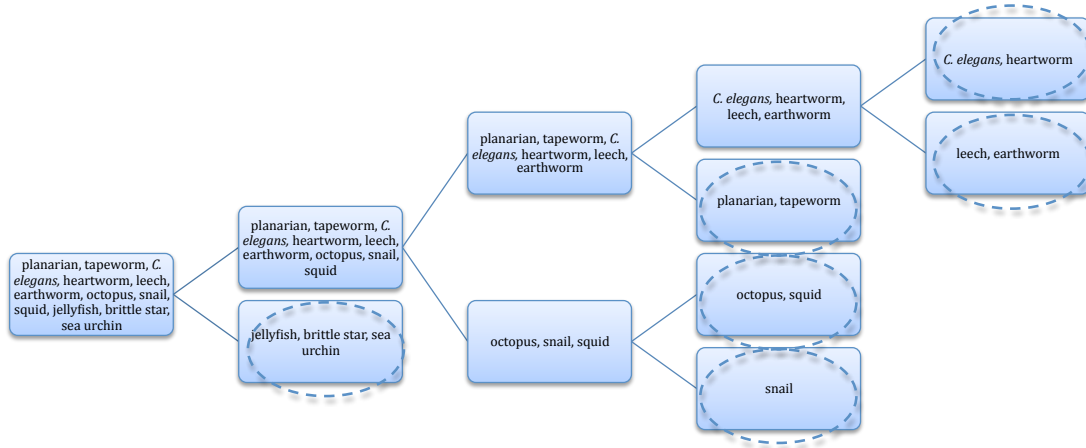 planarian, tapeworm, C.
elegans, heartworm, leech,
earthworm, octopus, snail,
squid, jellyfish, brittle star,
sea urchin
planarian, tapeworm, C.
elegans, heartworm, leech,
earthworm, octopus, snail,
squid
jellyfish, brittle star, sea
urchin
planarian, tapeworm, C.
elegans, heartworm, leech,
earthworm
octopus, snail, squid
C. elegans, heartworm,
leech, earthworm
planarian, tapeworm
octopus, squid
snail
C. elegans, heartworm
leech, earthworm